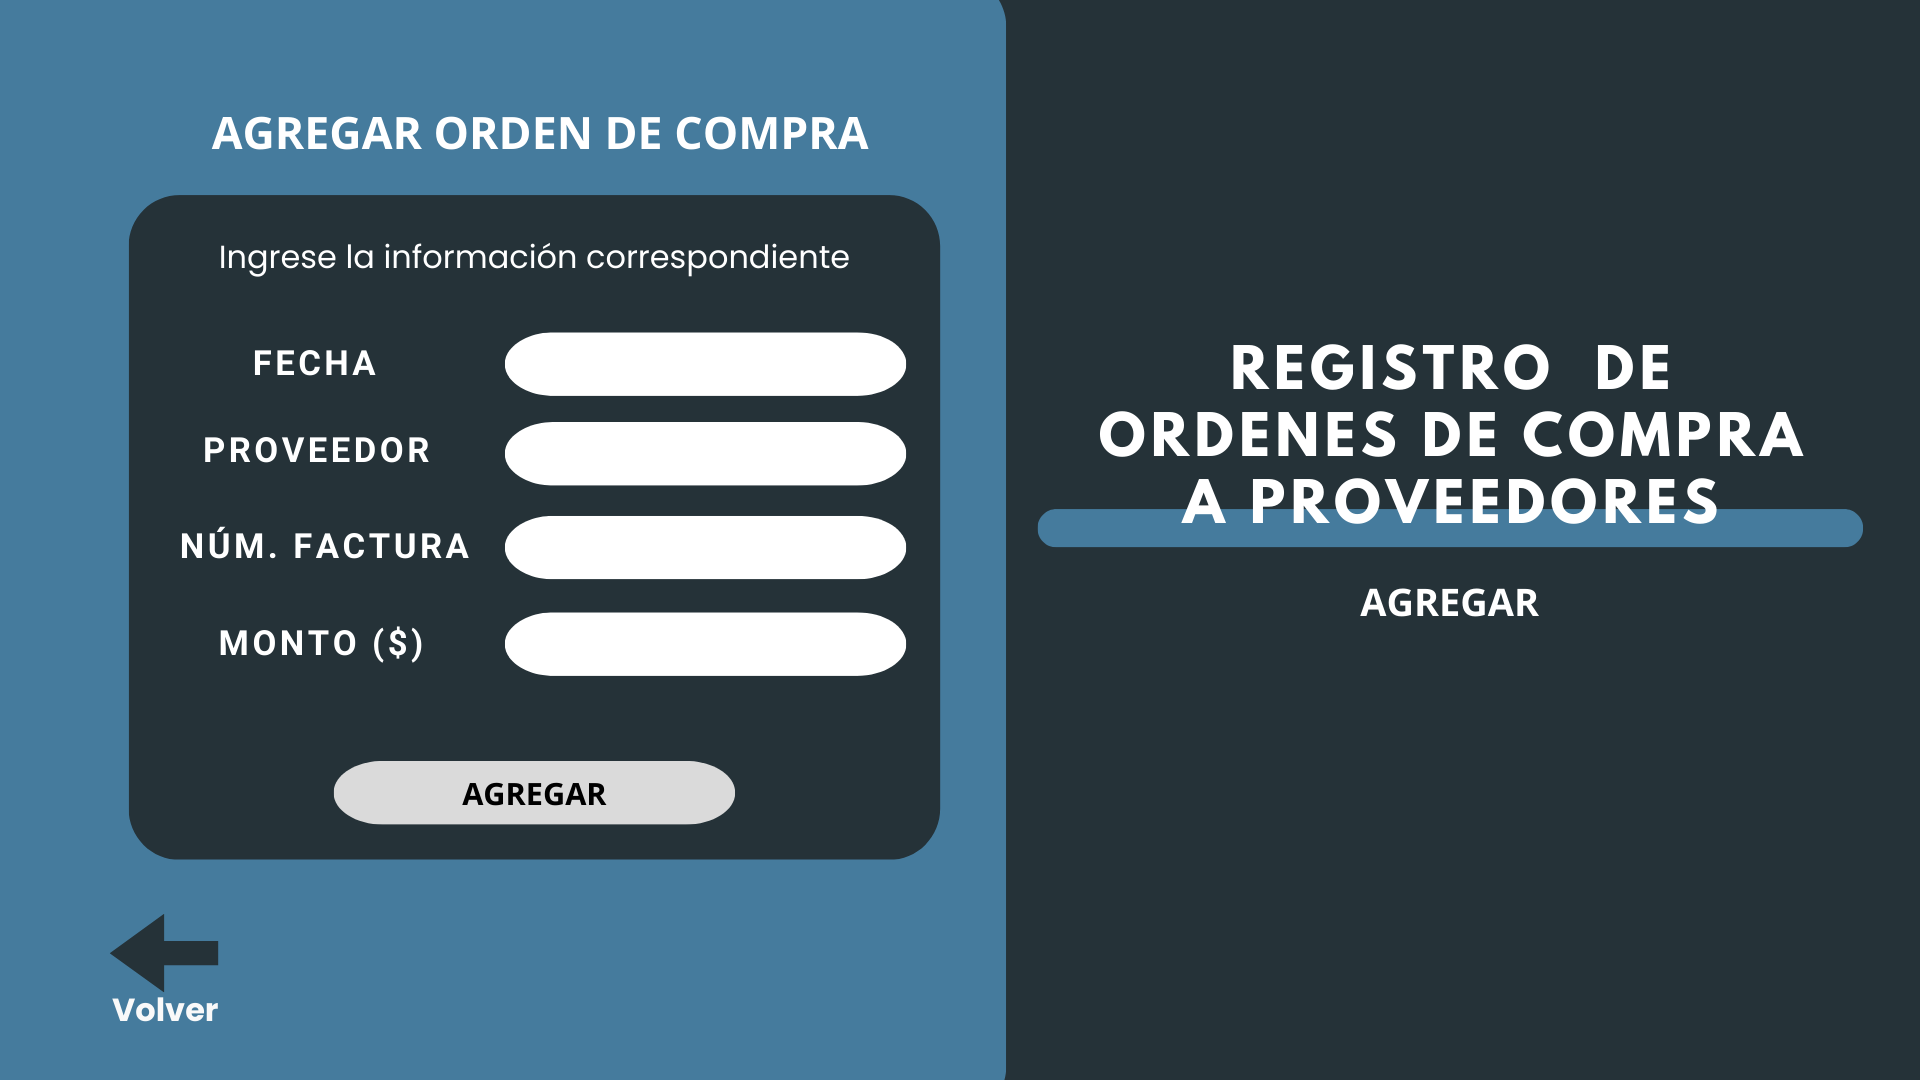 AGREGAR ORDEN DE COMPRA
Ingrese la información correspondiente
FECHA
PROVEEDOR
NÚM. FACTURA
MONTO ($)
AGREGAR
Volver
REGISTRO DE
ORDENES DE COMPRA
A PROVEEDORES
AGREGAR